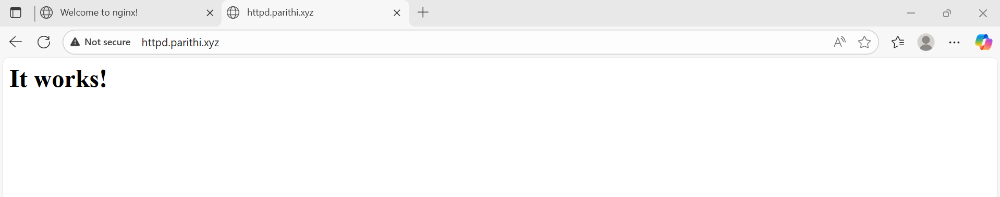 Welcome to nginx!
httpd.parithi.xyz
Not secure httpd.parithi.xyz
It works!